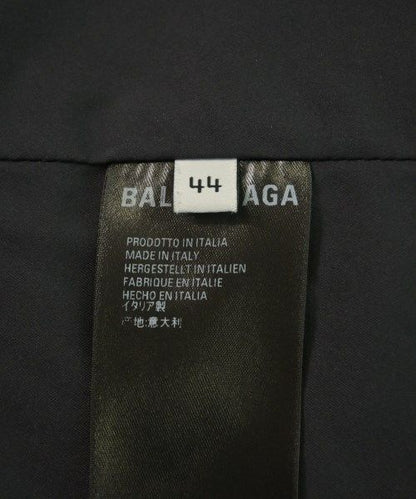 44
BAL AGA
PRODOTTO IN ITALIA
MADE IN ITALY
HERGESTELLT IN ITALIEN
FABRIQUE EN ITALIE
HECHO EN ITALIA
イタリア製
产地:意大利